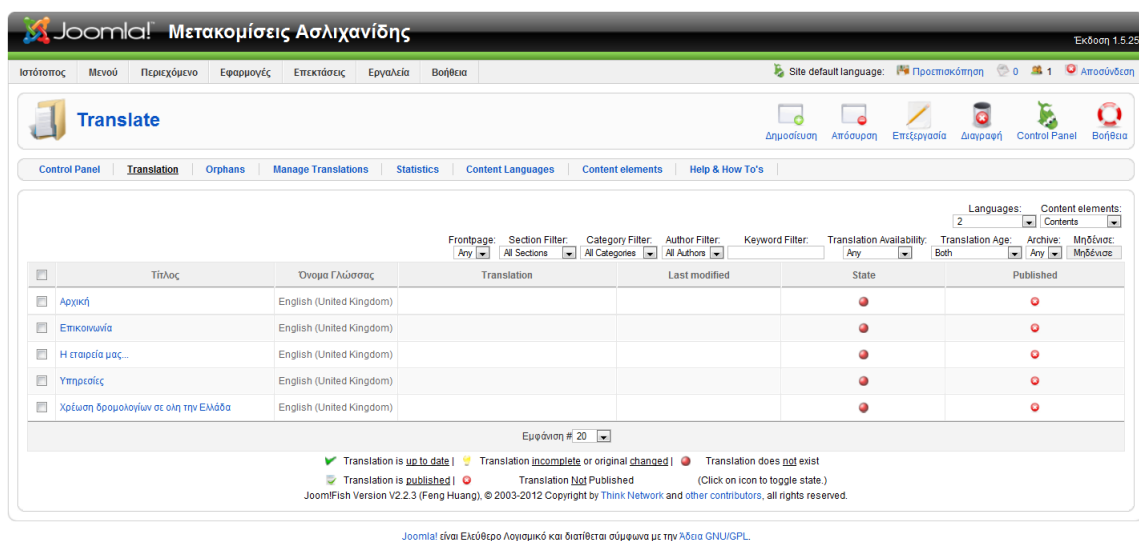 Joomla! Μετακομίσεις Ασλιχανίδης
Έκδοση 1.5.25
Ιστότοπος Μενού Περιεχόμενο Εφαρμογές Επεκτάσεις Εργαλεία Βοήθεια Site default language: Προεπισκόπηση 0 1 Αποσύνδεση
Translate
Δημοσίευση Απόσυρση Επεξεργασία Διαγραφή Control Panel Βοήθεια
Control Panel Translation Orphans Manage Translations Statistics Content Languages Content elements Help & How To's
Languages: Content elements:
2 Contents
Frontpage: Section Filter: Category Filter: Author Filter: Keyword Filter: Translation Availability: Translation Age: Archive: Μηδένισε:
Any All Sections All Categories All Authors Any Both Any Μηδένισε
Τίτλος Όνομα Γλώσσας Translation Last modified State Published
Αρχική English (United Kingdom)
Επικοινωνία English (United Kingdom)
Η εταιρεία μας... English (United Kingdom)
Υπηρεσίες English (United Kingdom)
Χρέωση δρομολογίων σε ολη την Ελλάδα English (United Kingdom)
Εμφάνιση # 20
Translation is up to date | Translation incomplete or original changed | Translation does not exist
Translation is published | Translation Not Published (Click on icon to toggle state.)
Joom!Fish Version V2.2.3 (Feng Huang), © 2003-2012 Copyright by Think Network and other contributors, all rights reserved.
Joomla! είναι Ελεύθερο Λογισμικό και διατίθεται σύμφωνα με την Άδεια GNU/GPL.